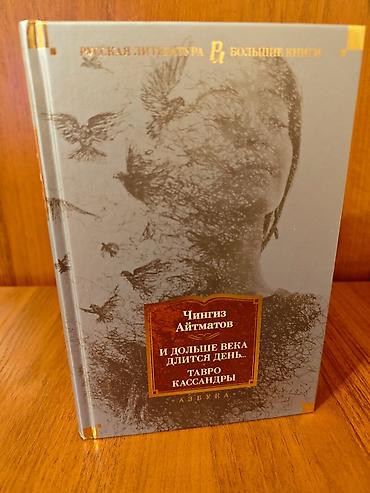 РУССКАЯ ЛИТЕРАТУРА БОЛЬШИЕ КНИГИ
Чингиз
Айтматов
И ДОЛЬШЕ ВЕКА
ДЛИТСЯ ДЕНЬ...
ТАВРО
КАССАНДРЫ
АЗБУКА